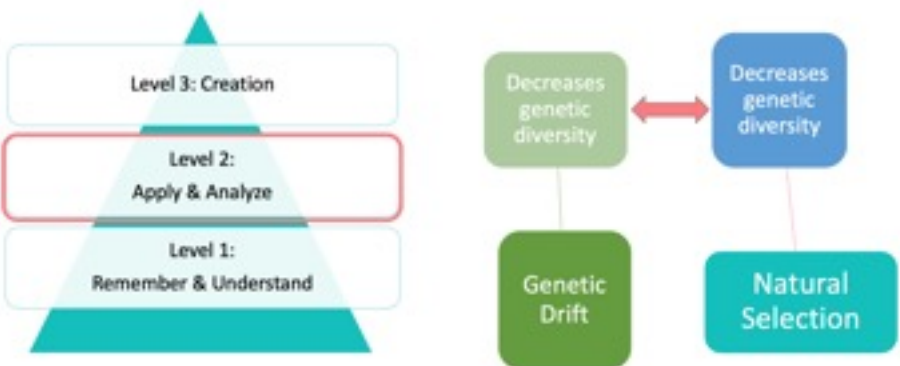 Level 3: Creation
Level 2:
Apply & Analyze
Level 1:
Remember & Understand
Decreases
genetic
diversity
Decreases
genetic
diversity
Genetic
Drift
Natural
Selection